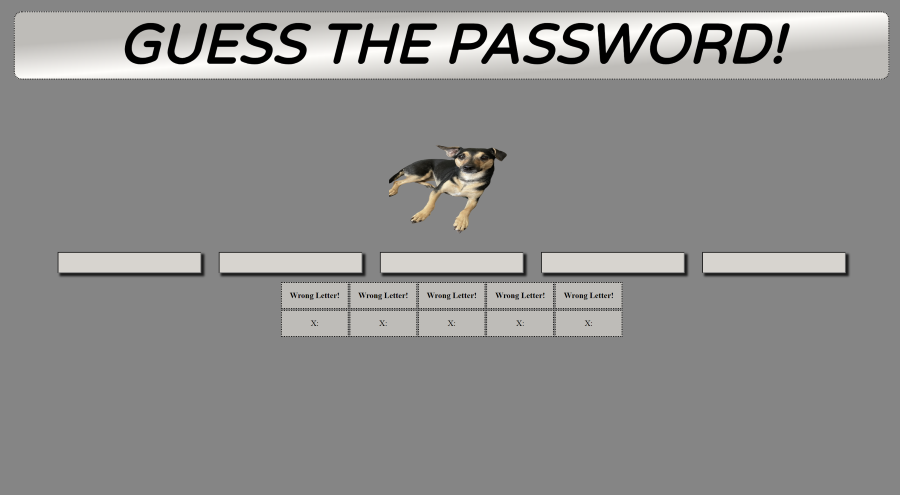 GUESS THE PASSWORD!
Wrong Letter! Wrong Letter! Wrong Letter! Wrong Letter! Wrong Letter!
X: X: X: X: X: